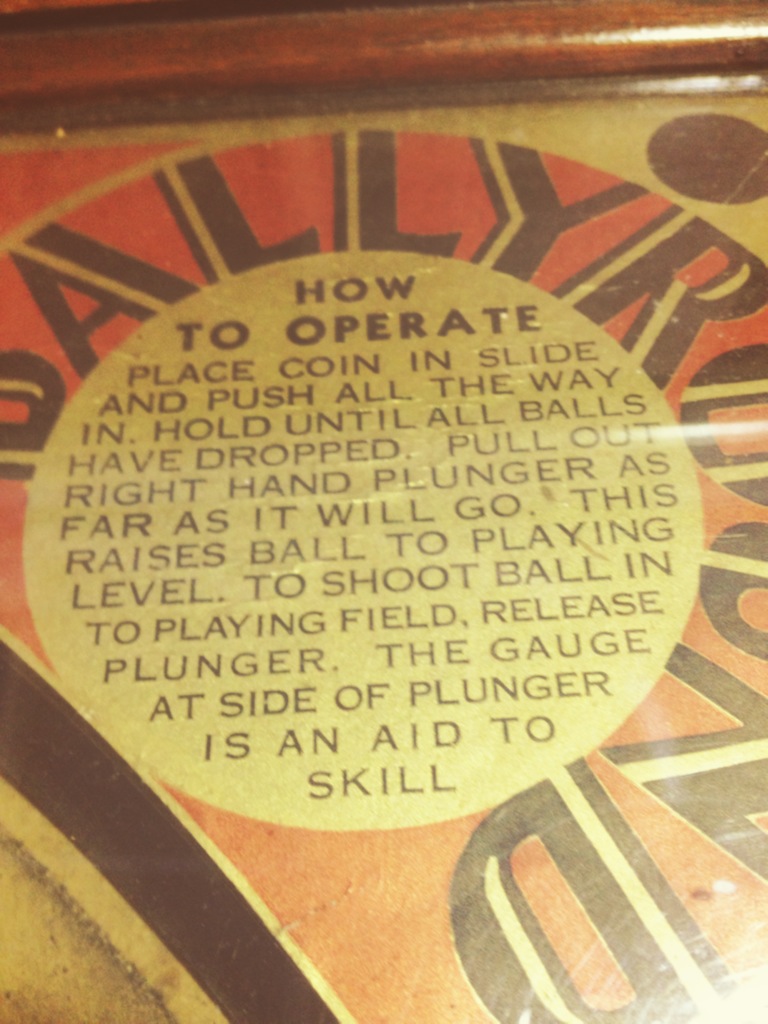 BALLYROUND
HOW
TO OPERATE
PLACE COIN IN SLIDE
AND PUSH ALL THE WAY
IN. HOLD UNTIL ALL BALLS
HAVE DROPPED. PULL OUT
RIGHT HAND PLUNGER AS
FAR AS IT WILL GO. THIS
RAISES BALL TO PLAYING
LEVEL. TO SHOOT BALL IN
TO PLAYING FIELD, RELEASE
PLUNGER. THE GAUGE
AT SIDE OF PLUNGER
IS AN AID TO
SKILL